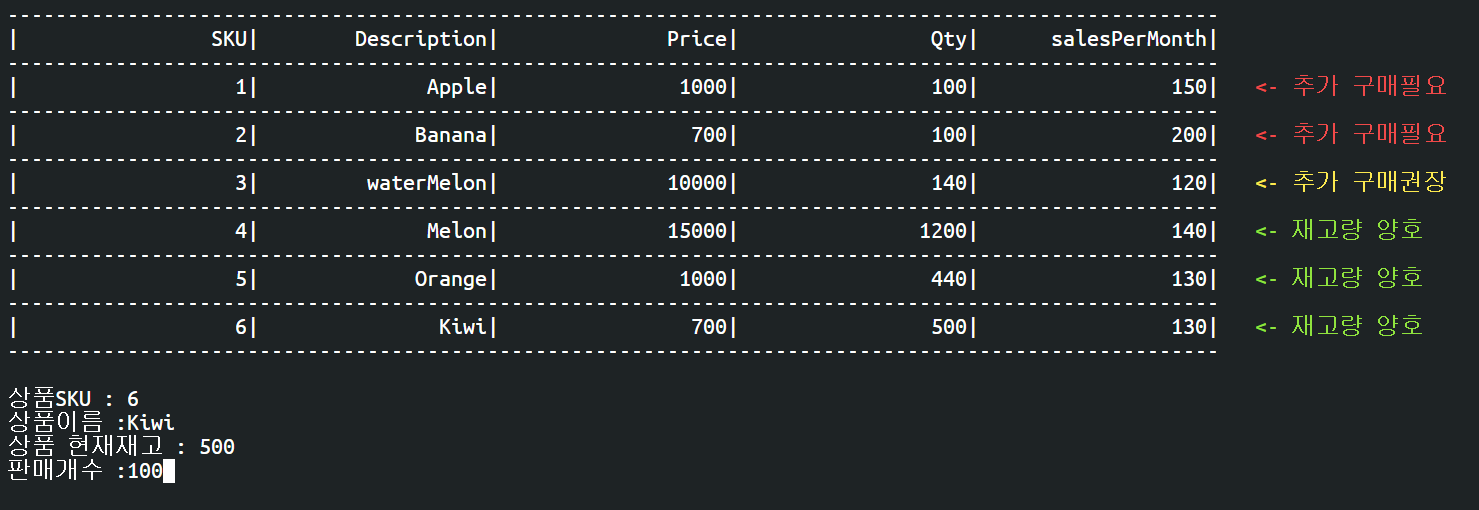 | SKU| Description| Price| Qty| salesPerMonth|
| 1| Apple| 1000| 100| 150| <- 추가 구매필요
| 2| Banana| 700| 100| 200| <- 추가 구매필요
| 3| waterMelon| 10000| 140| 120| <- 추가 구매권장
| 4| Melon| 15000| 1200| 140| <- 재고량 양호
| 5| Orange| 1000| 440| 130| <- 재고량 양호
| 6| Kiwi| 700| 500| 130| <- 재고량 양호
상품SKU : 6
상품이름 :Kiwi
상품 현재재고 : 500
판매개수 :100